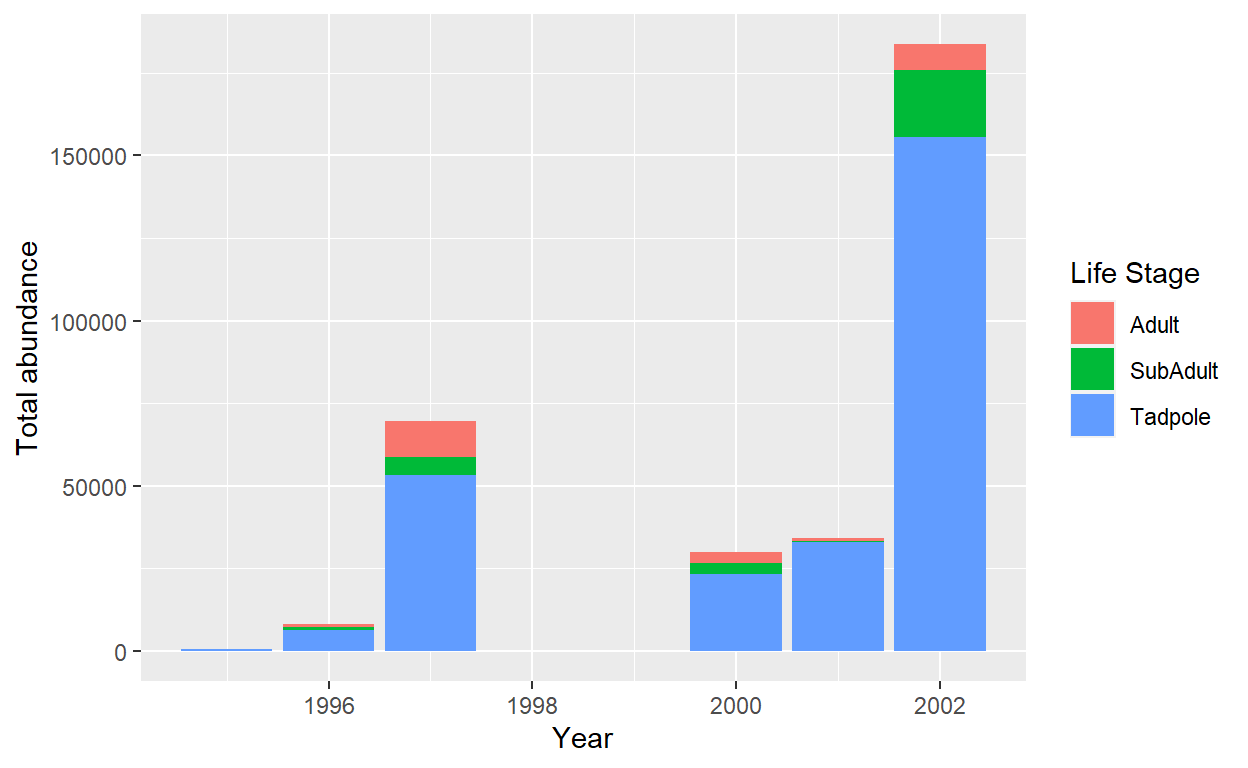 Total abundance
150000
100000
50000
0
1996 1998 2000 2002
Year
Life Stage
Adult
SubAdult
Tadpole